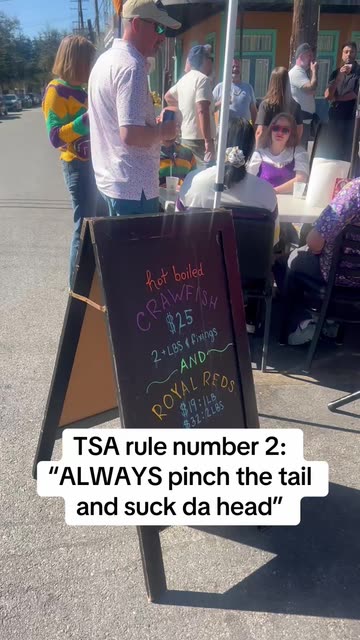 hot boiled
CRAWFISH
$25
2+LBS & fixings
AND
ROYAL REDS
$19:1LB
$32:2LBS
TSA rule number 2:
“ALWAYS pinch the tail
and suck da head”